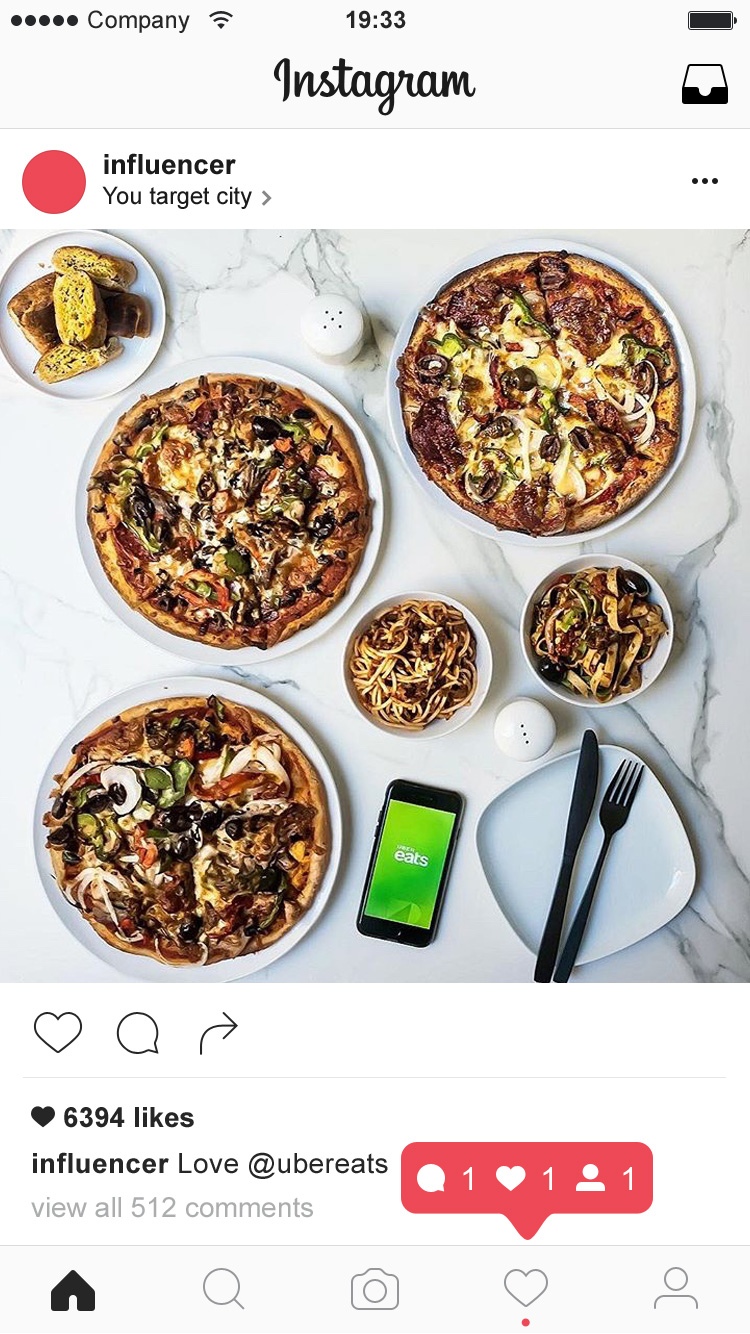 Company 19:33
Instagram
influencer
You target city
UBER
eats
6394 likes
influencer Love @ubereats
view all 512 comments
1 1 1